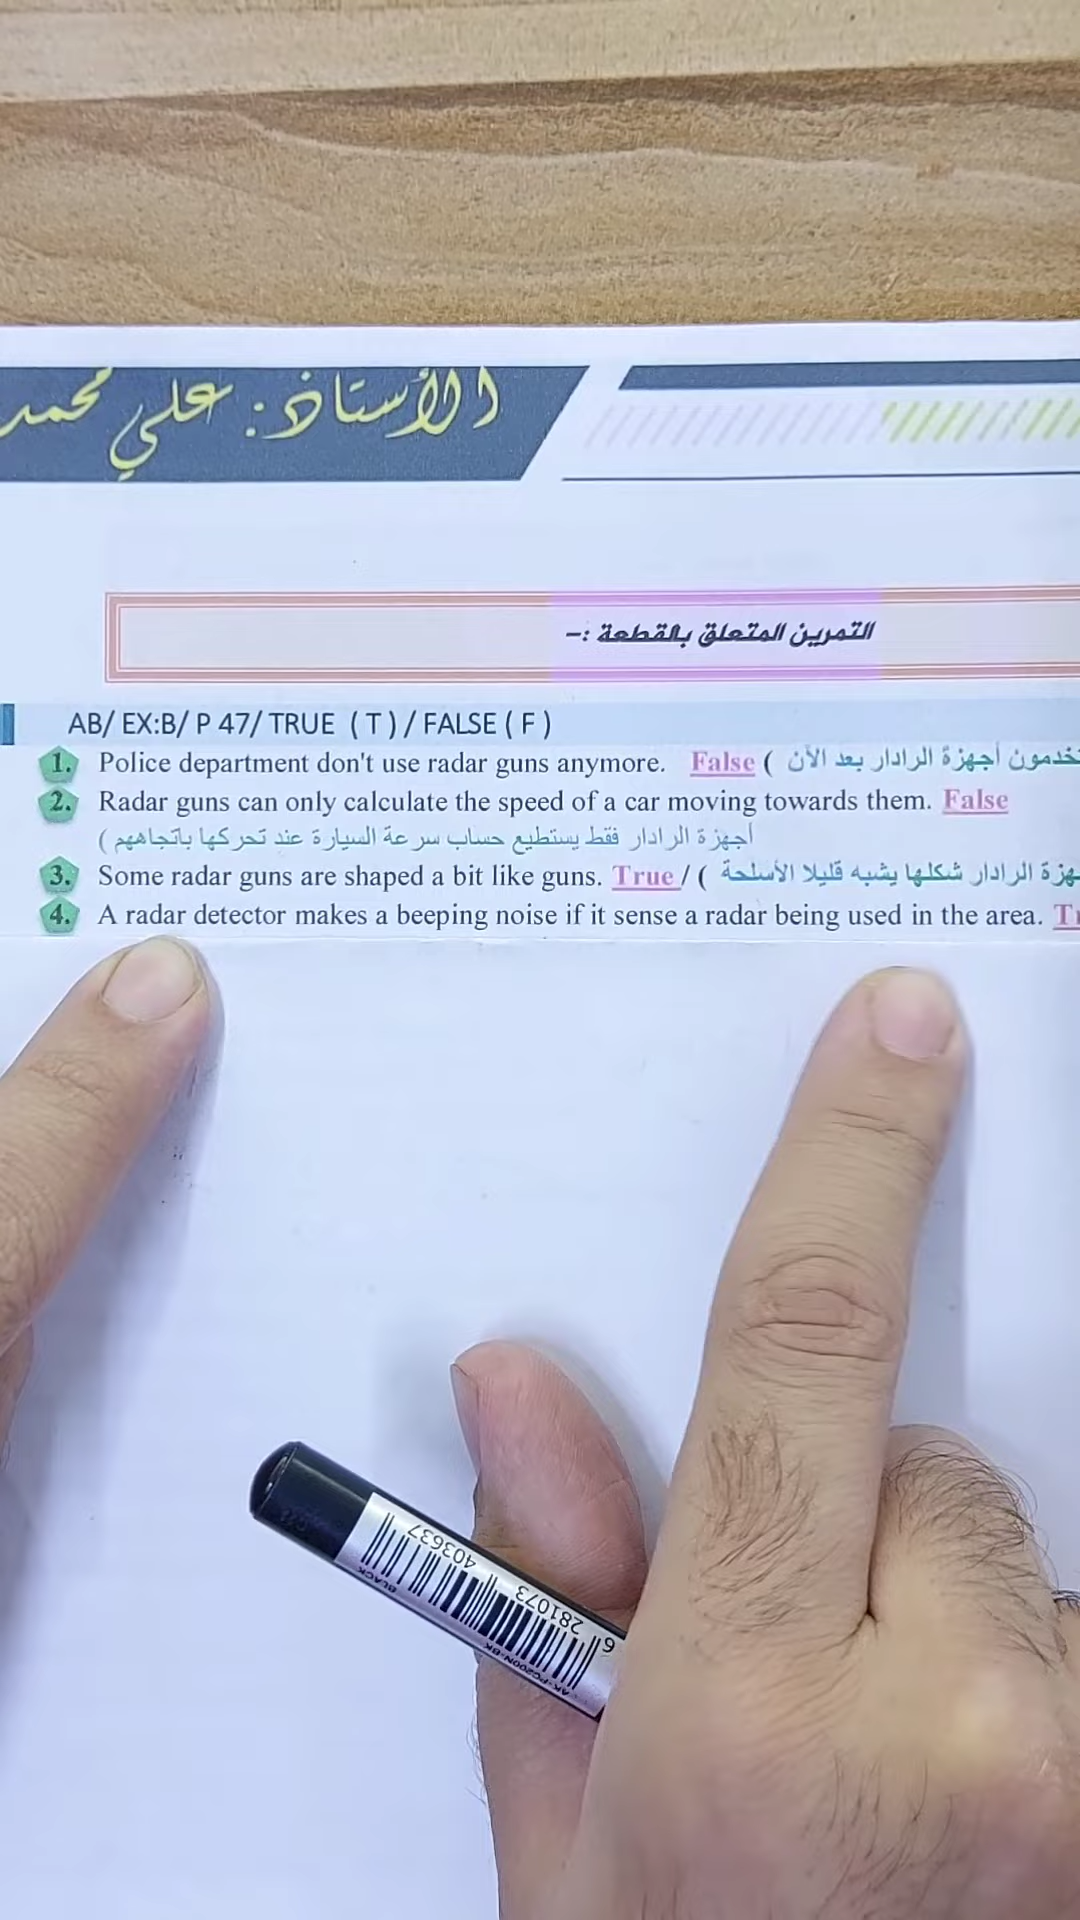 الأستاذ: علي محمد
التمرين المتعلق بالقطعة :-
AB/ EX:B/ P 47/ TRUE ( T ) / FALSE ( F )
1. Police department don't use radar guns anymore. False ( أجهزة الرادار بعد الآن
2. Radar guns can only calculate the speed of a car moving towards them. False
أجهزة الرادار فقط يستطيع حساب سرعة السيارة عند تحركها باتجاههم )
3. Some radar guns are shaped a bit like guns. True / ( الرادار شكلها يشبه قليلا الأسلحة
4. A radar detector makes a beeping noise if it sense a radar being used in the area.
BLACK
6 281073 403637
AK-PG200N-BK